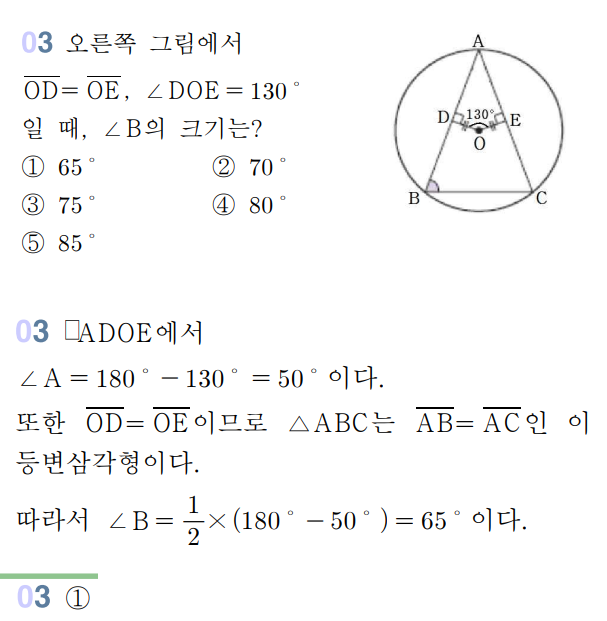 03 오른쪽 그림에서
OD = OE, ∠DOE = 130°
일 때, ∠B의 크기는?
① 65° ② 70°
③ 75° ④ 80°
⑤ 85°
A
D 130° E
O
B C
03 □ADOE에서
∠A = 180° - 130° = 50°이다.
또한 OD = OE이므로 △ABC는 AB = AC인 이
등변삼각형이다.
따라서 ∠B = 1/2 × (180° - 50°) = 65°이다.
03 ①